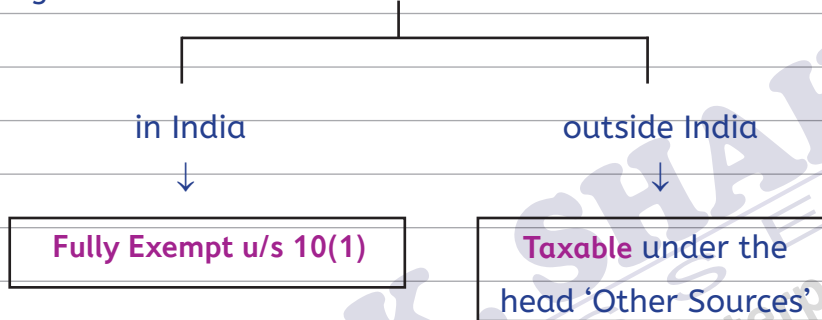 in India
outside India
↓
↓
Fully Exempt u/s 10(1)
Taxable under the
head ‘Other Sources’